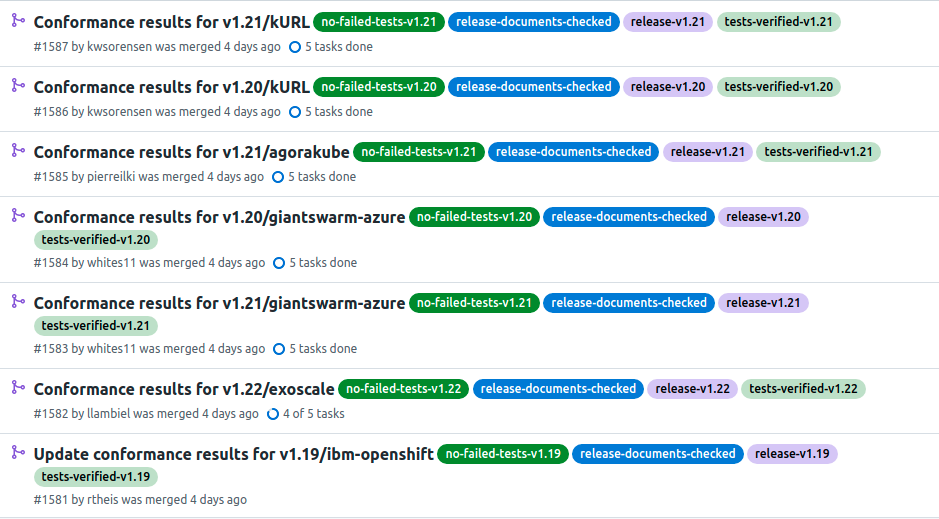 Conformance results for v1.21/kURL no-failed-tests-v1.21 release-documents-checked release-v1.21 tests-verified-v1.21
#1587 by kwsorensen was merged 4 days ago 5 tasks done
Conformance results for v1.20/kURL no-failed-tests-v1.20 release-documents-checked release-v1.20 tests-verified-v1.20
#1586 by kwsorensen was merged 4 days ago 5 tasks done
Conformance results for v1.21/agorakube no-failed-tests-v1.21 release-documents-checked release-v1.21 tests-verified-v1.21
#1585 by pierreilki was merged 4 days ago 5 tasks done
Conformance results for v1.20/giantswarm-azure no-failed-tests-v1.20 release-documents-checked release-v1.20
tests-verified-v1.20
#1584 by whites11 was merged 4 days ago 5 tasks done
Conformance results for v1.21/giantswarm-azure no-failed-tests-v1.21 release-documents-checked release-v1.21
tests-verified-v1.21
#1583 by whites11 was merged 4 days ago 5 tasks done
Conformance results for v1.22/exoscale no-failed-tests-v1.22 release-documents-checked release-v1.22 tests-verified-v1.22
#1582 by llambiel was merged 4 days ago 4 of 5 tasks
Update conformance results for v1.19/ibm-openshift no-failed-tests-v1.19 release-documents-checked release-v1.19
tests-verified-v1.19
#1581 by rtheis was merged 4 days ago